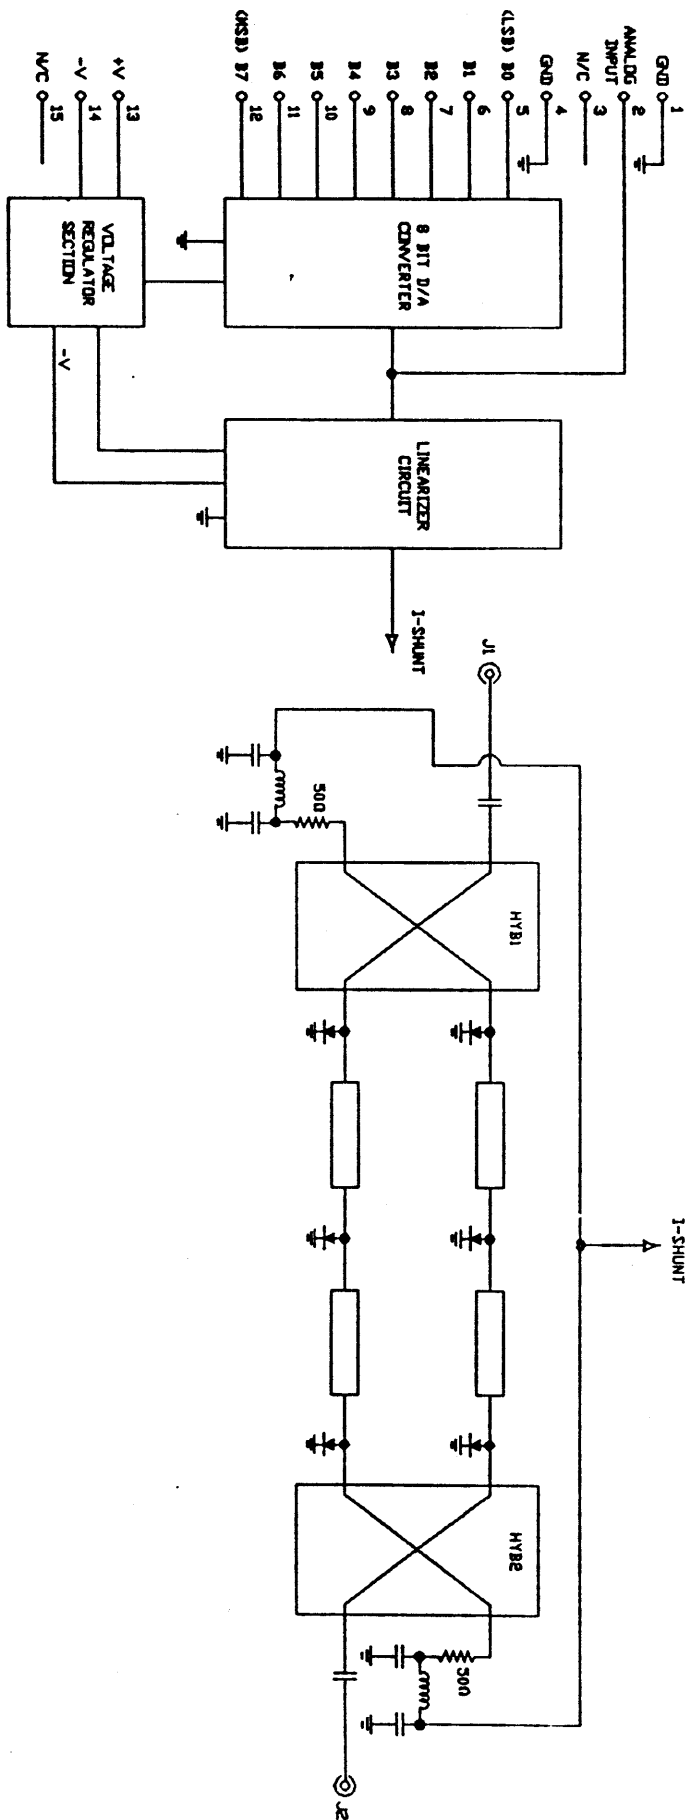 GND 1
ANALOG
INPUT 2
N/C 3
GND 4
(LSB) B0 5
B1 6
B2 7
B3 8
B4 9
B5 10
B6 11
(MSB) B7 12
+V 13
-V 14
N/C 15
8 BIT D/A
CONVERTER
VOLTAGE
REGULATOR
SECTION
-V
LINEARIZER
CIRCUIT
I-SHUNT
J1
50Ω
HYB1
I-SHUNT
HYB2
50Ω
J2